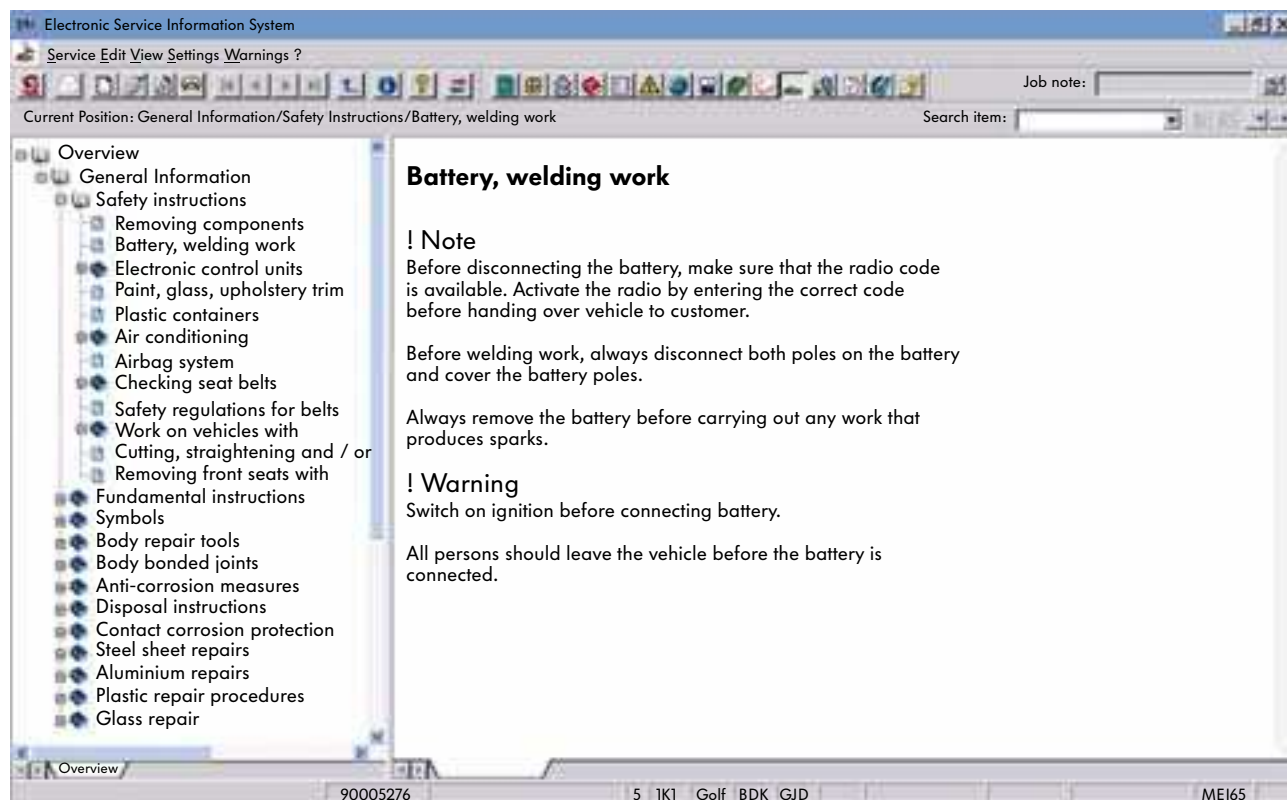 Electronic Service Information System
Service Edit View Settings Warnings ?
Job note:
Current Position: General Information/Safety Instructions/Battery, welding work
Search item:
Overview
General Information
Safety instructions
Removing components
Battery, welding work
Electronic control units
Paint, glass, upholstery trim
Plastic containers
Air conditioning
Airbag system
Checking seat belts
Safety regulations for belts
Work on vehicles with
Cutting, straightening and / or
Removing front seats with
Fundamental instructions
Symbols
Body repair tools
Body bonded joints
Anti-corrosion measures
Disposal instructions
Contact corrosion protection
Steel sheet repairs
Aluminium repairs
Plastic repair procedures
Glass repair
Overview
Battery, welding work
! Note
Before disconnecting the battery, make sure that the radio code
is available. Activate the radio by entering the correct code
before handing over vehicle to customer.
Before welding work, always disconnect both poles on the battery
and cover the battery poles.
Always remove the battery before carrying out any work that
produces sparks.
! Warning
Switch on ignition before connecting battery.
All persons should leave the vehicle before the battery is
connected.
90005276 5 1K1 Golf BDK GJD MEI65